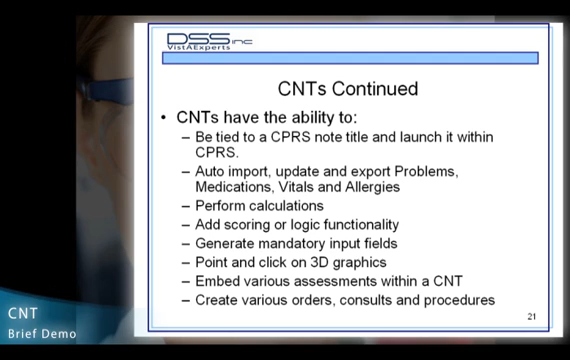 DSS inc
VistAExperts
CNTs Continued
• CNTs have the ability to:
– Be tied to a CPRS note title and launch it within
CPRS.
– Auto import, update and export Problems,
Medications, Vitals and Allergies
– Perform calculations
– Add scoring or logic functionality
– Generate mandatory input fields
– Point and click on 3D graphics
– Embed various assessments within a CNT
– Create various orders, consults and procedures
21
CNT
Brief Demo